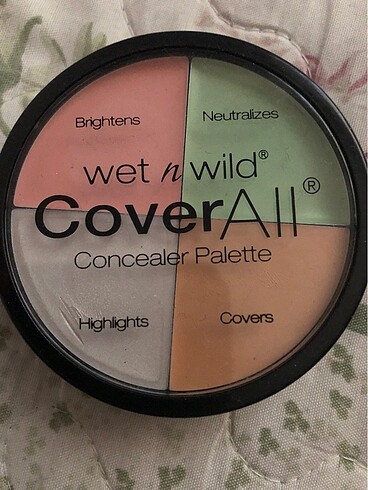 Brightens
Neutralizes
wet n wild®
CoverAll®
Concealer Palette
Highlights
Covers